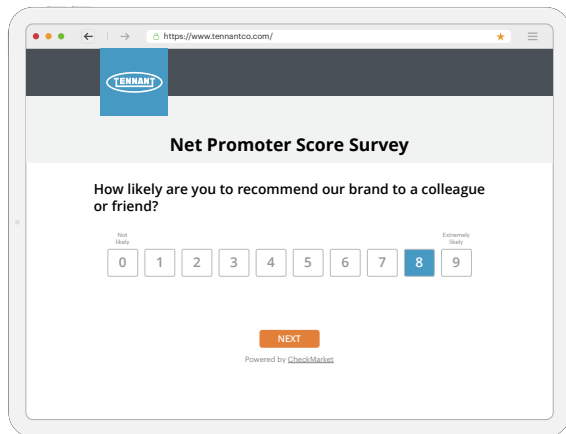 https://www.tennantco.com/
TENNANT
Net Promoter Score Survey
How likely are you to recommend our brand to a colleague
or friend?
Not likely
Extremely likely
0 1 2 3 4 5 6 7 8 9
NEXT
Powered by CheckMarket